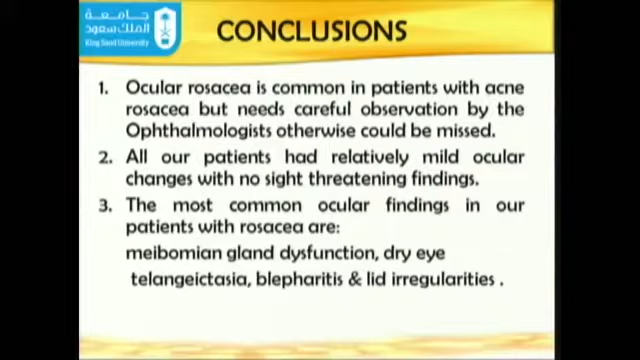 جامعة
الملك سعود
King Saud University
CONCLUSIONS
1. Ocular rosacea is common in patients with acne
rosacea but needs careful observation by the
Ophthalmologists otherwise could be missed.
2. All our patients had relatively mild ocular
changes with no sight threatening findings.
3. The most common ocular findings in our
patients with rosacea are:
meibomian gland dysfunction, dry eye
telangeictasia, blepharitis & lid irregularities .